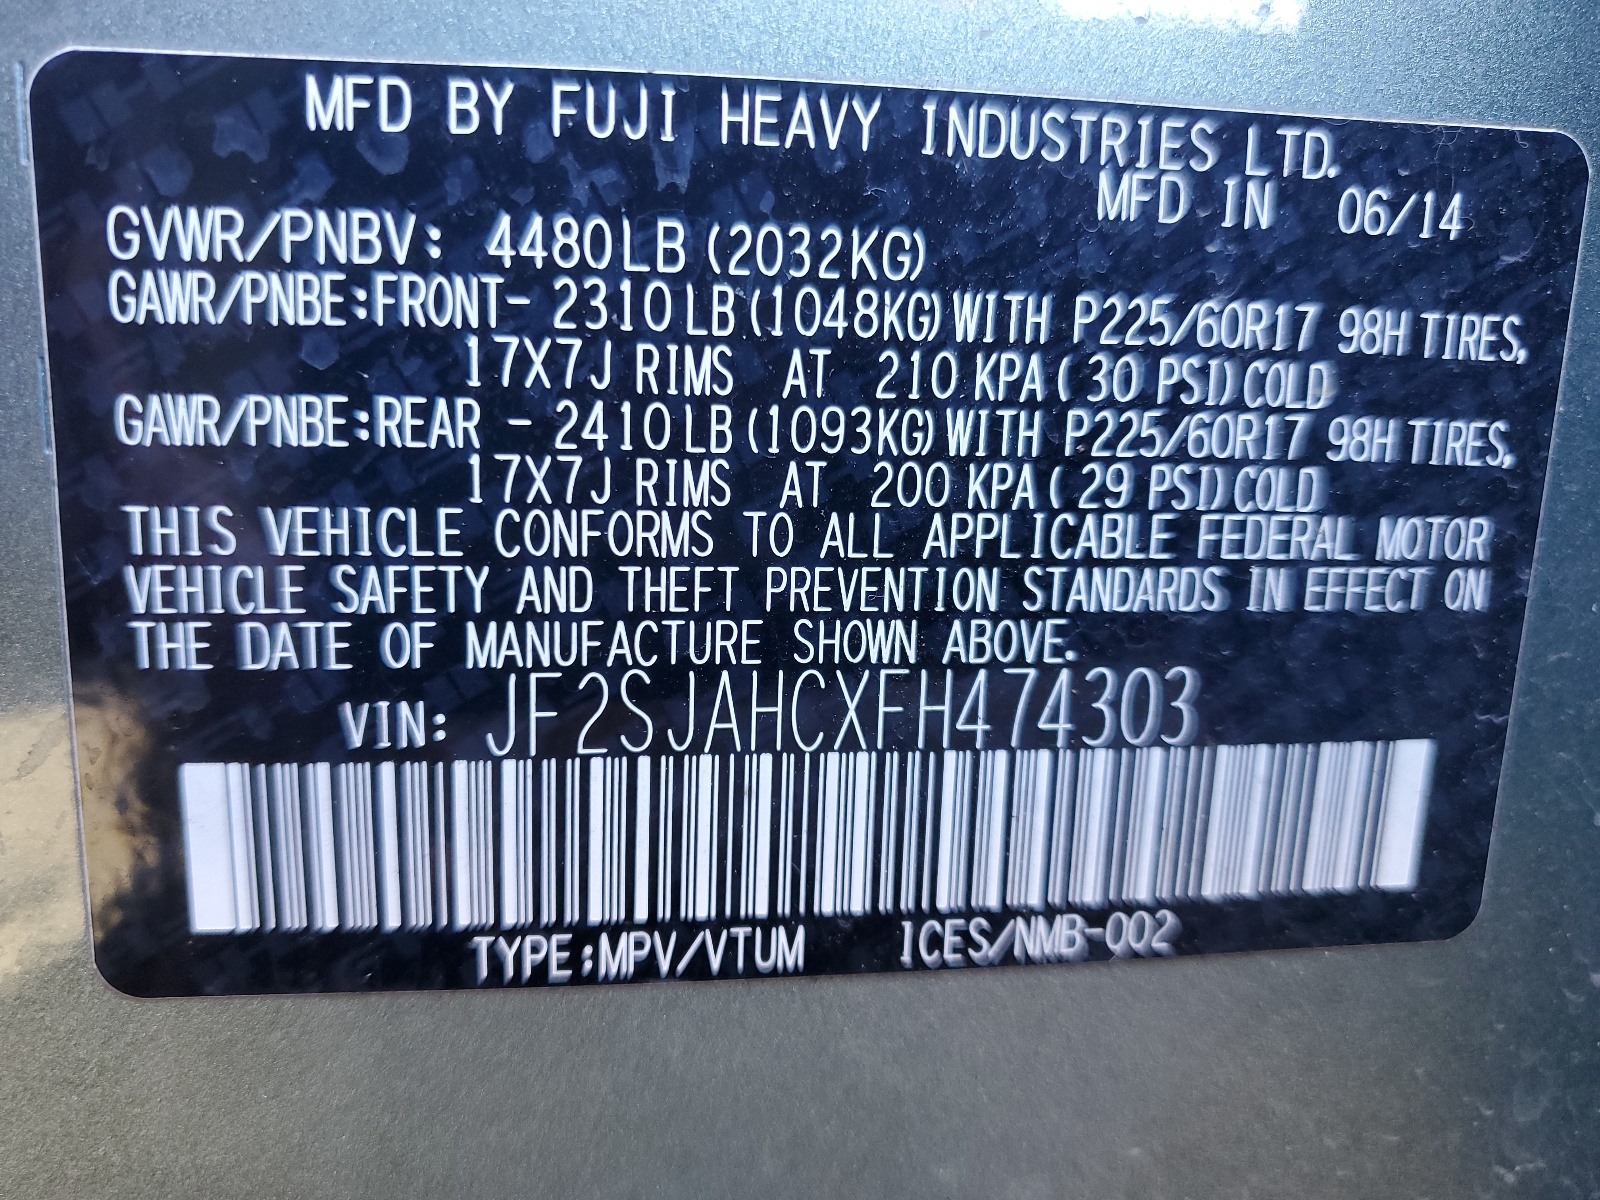 MFD BY FUJI HEAVY INDUSTRIES LTD.
MFD IN 06/14
GVWR/PNBV: 4480LB (2032KG)
GAWR/PNBE:FRONT- 2310LB(1048KG)WITH P225/60R17 98H TIRES,
17X7J RIMS AT 210 KPA( 30 PSI)COLD
GAWR/PNBE:REAR - 2410LB(1093KG)WITH P225/60R17 98H TIRES,
17X7J RIMS AT 200 KPA( 29 PSI)COLD
THIS VEHICLE CONFORMS TO ALL APPLICABLE FEDERAL MOTOR
VEHICLE SAFETY AND THEFT PREVENTION STANDARDS IN EFFECT ON
THE DATE OF MANUFACTURE SHOWN ABOVE.
VIN: JF2SJAHCXFH474303
TYPE:MPV/VTUM ICES/NMB-002